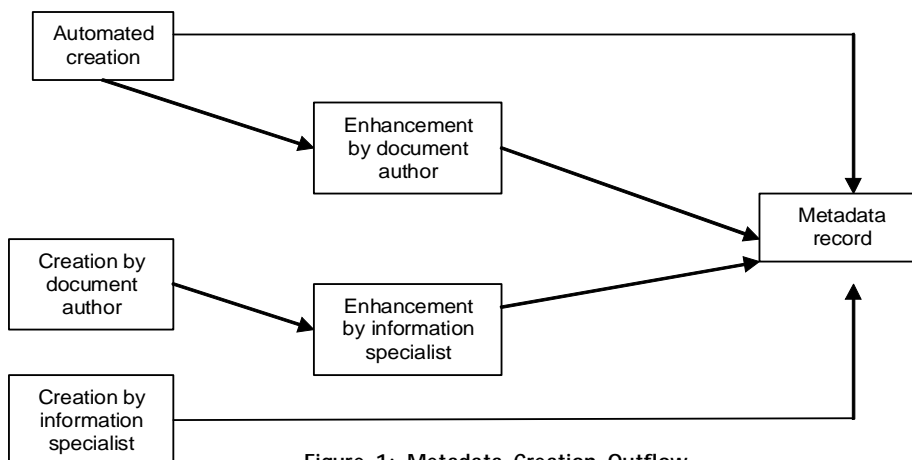 Automated
creation
Enhancement
by document
author
Metadata
record
Creation by
document
author
Enhancement
by information
specialist
Creation by
information
specialist
Figure 1: Metadata Creation Outflow